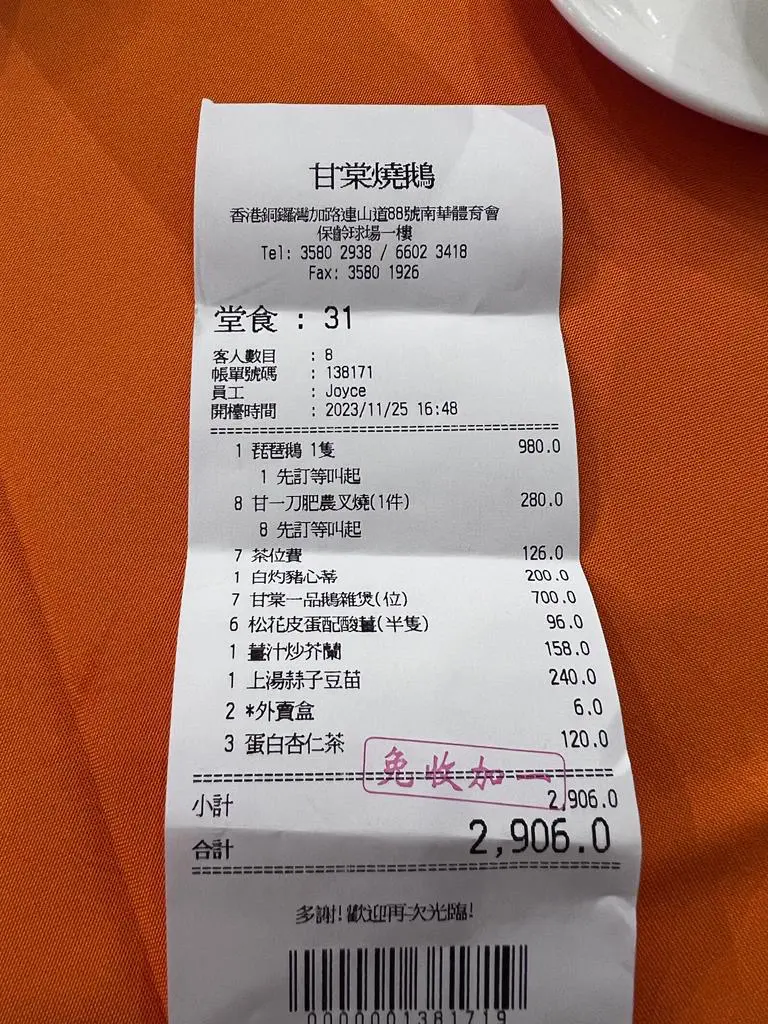 甘棠燒鵝
香港銅鑼灣加路連山道88號南華體育會
保齡球場一樓
Tel: 3580 2938 / 6602 3418
Fax: 3580 1926
堂食 : 31
客人數目 : 8
帳單號碼 : 138171
員工 : Joyce
開檯時間 : 2023/11/25 16:48
1 琵琶鵝 1隻 980.0
1 先訂等叫起
8 甘一刀肥農叉燒(1件) 280.0
8 先訂等叫起
7 茶位費 126.0
1 白灼豬心蒂 200.0
7 甘棠一品鵝雜煲(位) 700.0
6 松花皮蛋配酸薑(半隻) 96.0
1 薑汁炒芥蘭 158.0
1 上湯蒜子豆苗 240.0
2 *外賣盒 6.0
3 蛋白杏仁茶 120.0
免收加一
小計 2,906.0
合計 2,906.0
多謝!歡迎再次光臨!
0000001381719